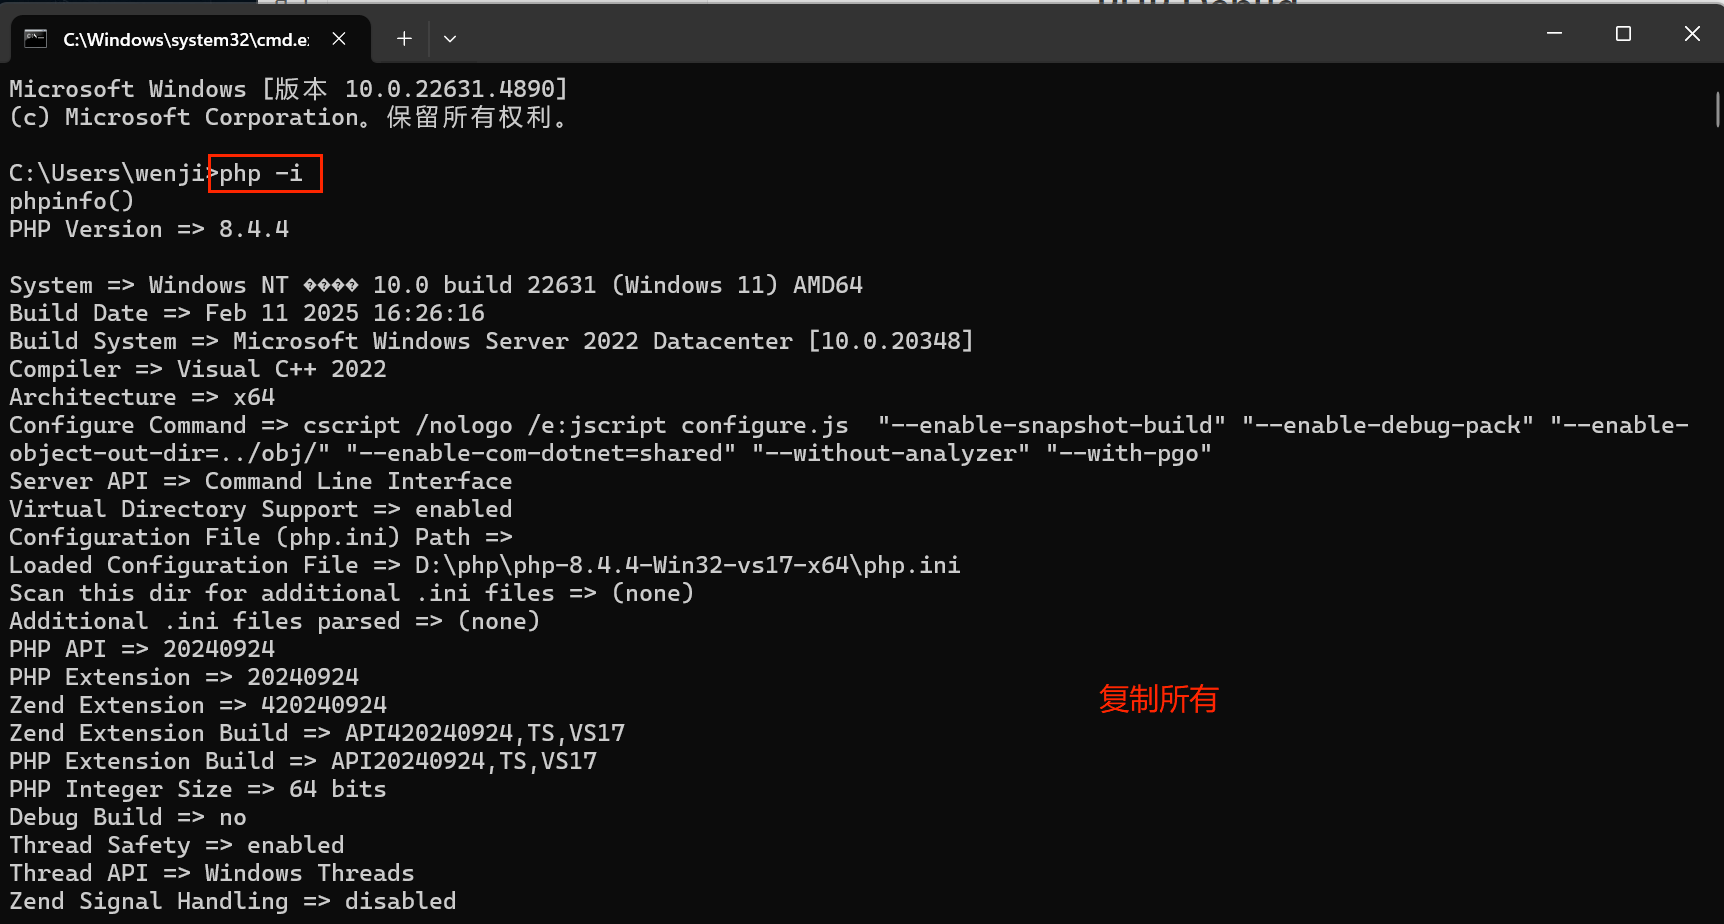 C:\Windows\system32\cmd.e
Microsoft Windows [版本 10.0.22631.4890]
(c) Microsoft Corporation。保留所有权利。
C:\Users\wenji>php -i
phpinfo()
PHP Version => 8.4.4
System => Windows NT ���� 10.0 build 22631 (Windows 11) AMD64
Build Date => Feb 11 2025 16:26:16
Build System => Microsoft Windows Server 2022 Datacenter [10.0.20348]
Compiler => Visual C++ 2022
Architecture => x64
Configure Command => cscript /nologo /e:jscript configure.js  "--enable-snapshot-build" "--enable-debug-pack" "--enable-
object-out-dir=../obj/" "--enable-com-dotnet=shared" "--without-analyzer" "--with-pgo"
Server API => Command Line Interface
Virtual Directory Support => enabled
Configuration File (php.ini) Path =>
Loaded Configuration File => D:\php\php-8.4.4-Win32-vs17-x64\php.ini
Scan this dir for additional .ini files => (none)
Additional .ini files parsed => (none)
PHP API => 20240924
PHP Extension => 20240924
Zend Extension => 420240924
复制所有
Zend Extension Build => API420240924,TS,VS17
PHP Extension Build => API20240924,TS,VS17
PHP Integer Size => 64 bits
Debug Build => no
Thread Safety => enabled
Thread API => Windows Threads
Zend Signal Handling => disabled